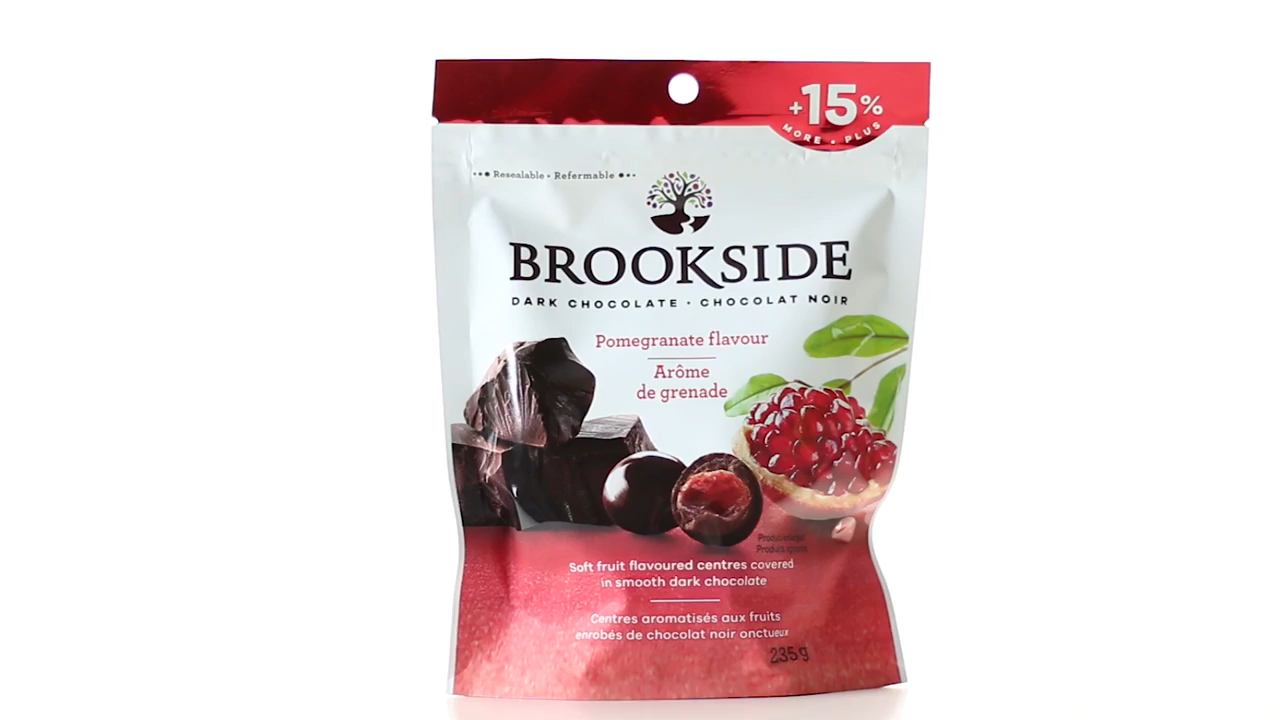 +15%
MORE • PLUS
Resealable • Refermable
BROOKSIDE
DARK CHOCOLATE • CHOCOLAT NOIR
Pomegranate flavour
Arôme
de grenade
Soft fruit flavoured centres covered
in smooth dark chocolate
Centres aromatisés aux fruits
enrobés de chocolat noir onctueux
235g